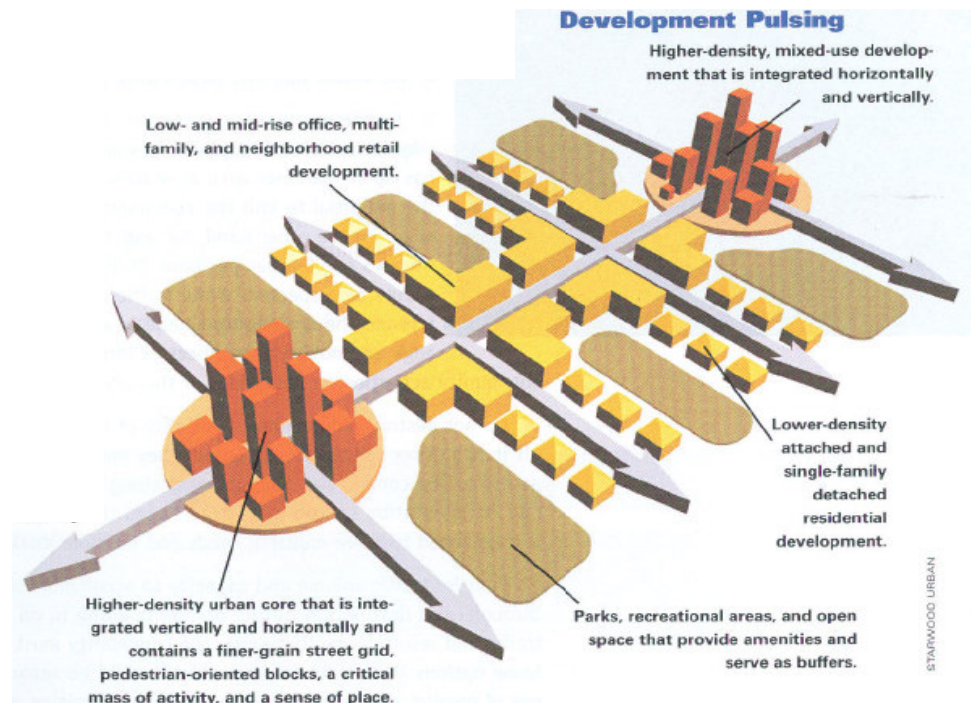 Development Pulsing
Higher-density, mixed-use develop-
ment that is integrated horizontally
and vertically.
Low- and mid-rise office, multi-
family, and neighborhood retail
development.
Lower-density
attached and
single-family
detached
residential
development.
Parks, recreational areas, and open
space that provide amenities and
serve as buffers.
Higher-density urban core that is inte-
grated vertically and horizontally and
contains a finer-grain street grid,
pedestrian-oriented blocks, a critical
mass of activity, and a sense of place.
STARWOOD URBAN